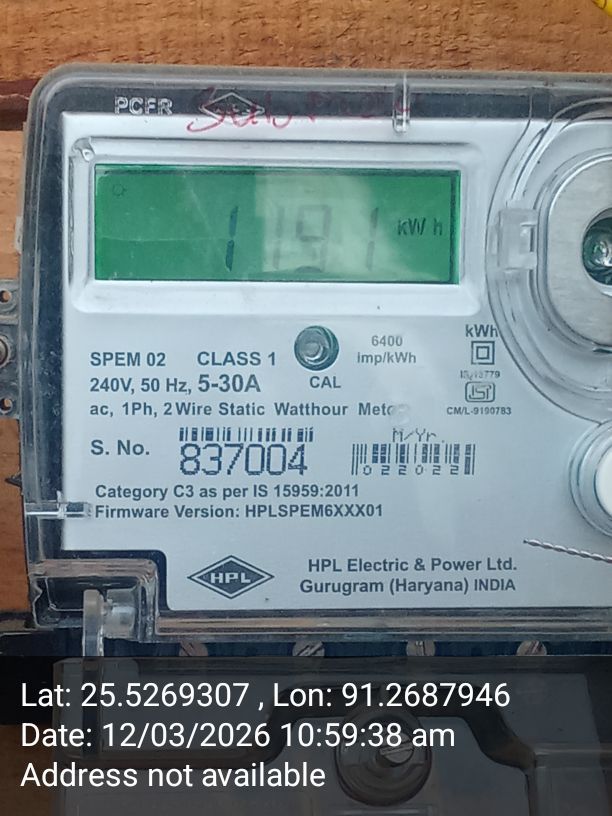 PCER
1191 kWh
kWh
6400
imp/kWh
SPEM 02 CLASS 1
240V, 50 Hz, 5-30A
CAL
IS:13779
ac, 1Ph, 2 Wire Static Watthour Meter
CM/L-9190783
M/Yr.
S. No. 837004
022022
Category C3 as per IS 15959:2011
Firmware Version: HPLSPEM6XXX01
HPL
HPL Electric & Power Ltd.
Gurugram (Haryana) INDIA
Lat: 25.5269307 , Lon: 91.2687946
Date: 12/03/2026 10:59:38 am
Address not available